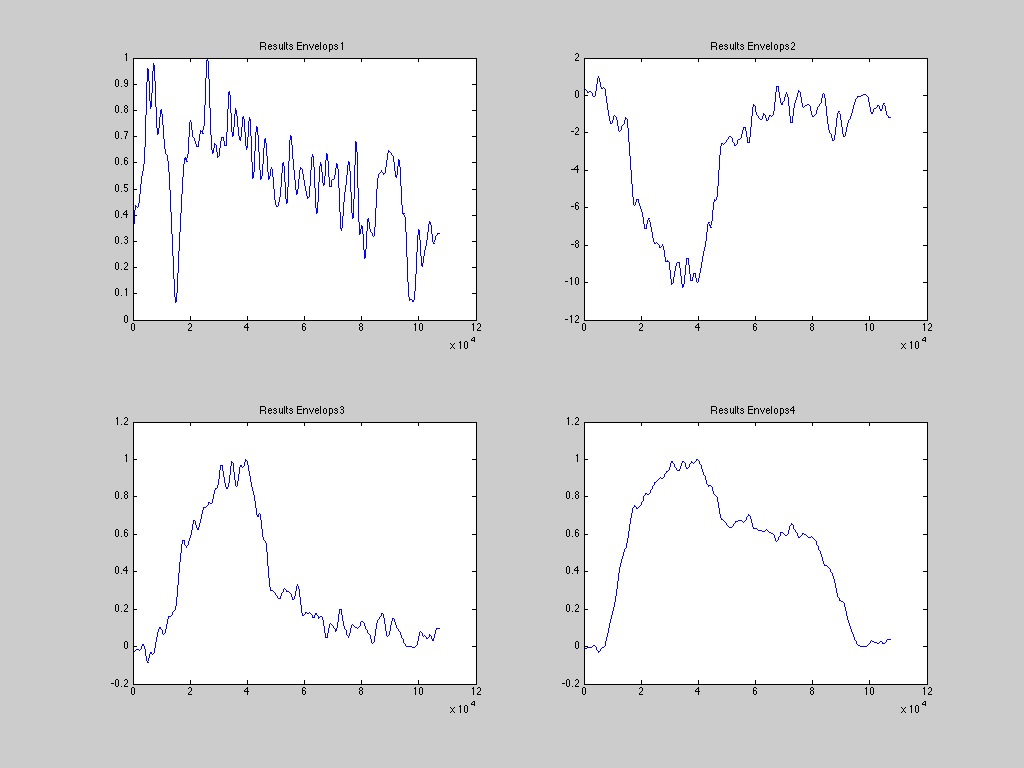 Results Envelops1
1
0.9
0.8
0.7
0.6
0.5
0.4
0.3
0.2
0.1
0
0 2 4 6 8 10 12
x 10^4
Results Envelops2
2
0
-2
-4
-6
-8
-10
-12
0 2 4 6 8 10 12
x 10^4
Results Envelops3
1.2
1
0.8
0.6
0.4
0.2
0
-0.2
0 2 4 6 8 10 12
x 10^4
Results Envelops4
1.2
1
0.8
0.6
0.4
0.2
0
-0.2
0 2 4 6 8 10 12
x 10^4